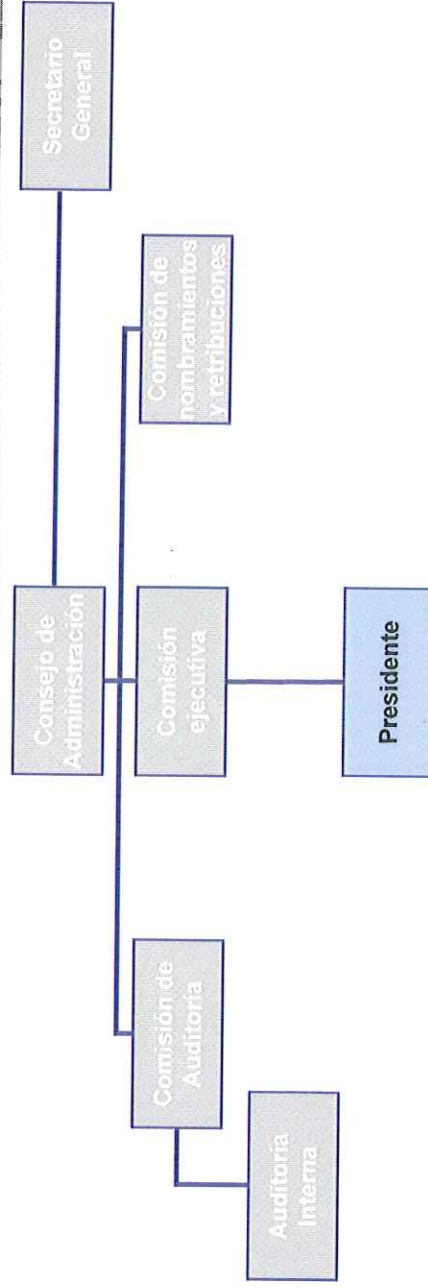 Consejo de
Administración
Secretario
General
Comisión de
Auditoría
Comisión
ejecutiva
Comisión de
nombramientos
y retribuciones
Auditoría
Interna
Presidente